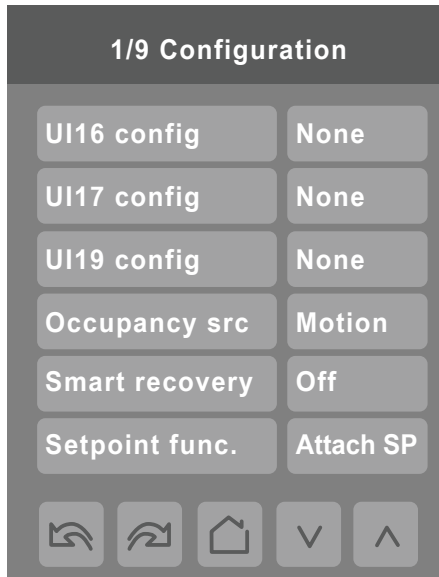 1/9 Configuration
UI16 config None
UI17 config None
UI19 config None
Occupancy src Motion
Smart recovery Off
Setpoint func. Attach SP